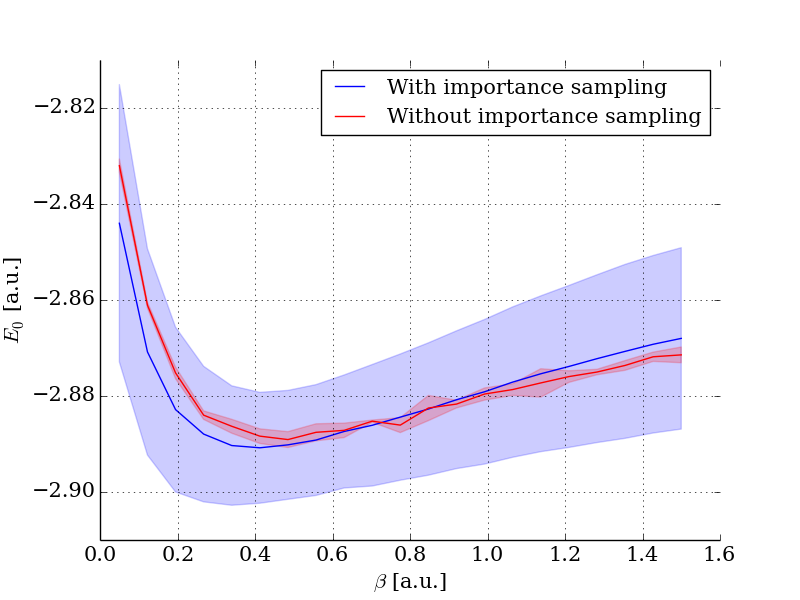 With importance sampling
Without importance sampling
−2.82
−2.84
−2.86
−2.88
−2.90
E₀ [a.u.]
0.0 0.2 0.4 0.6 0.8 1.0 1.2 1.4 1.6
β [a.u.]